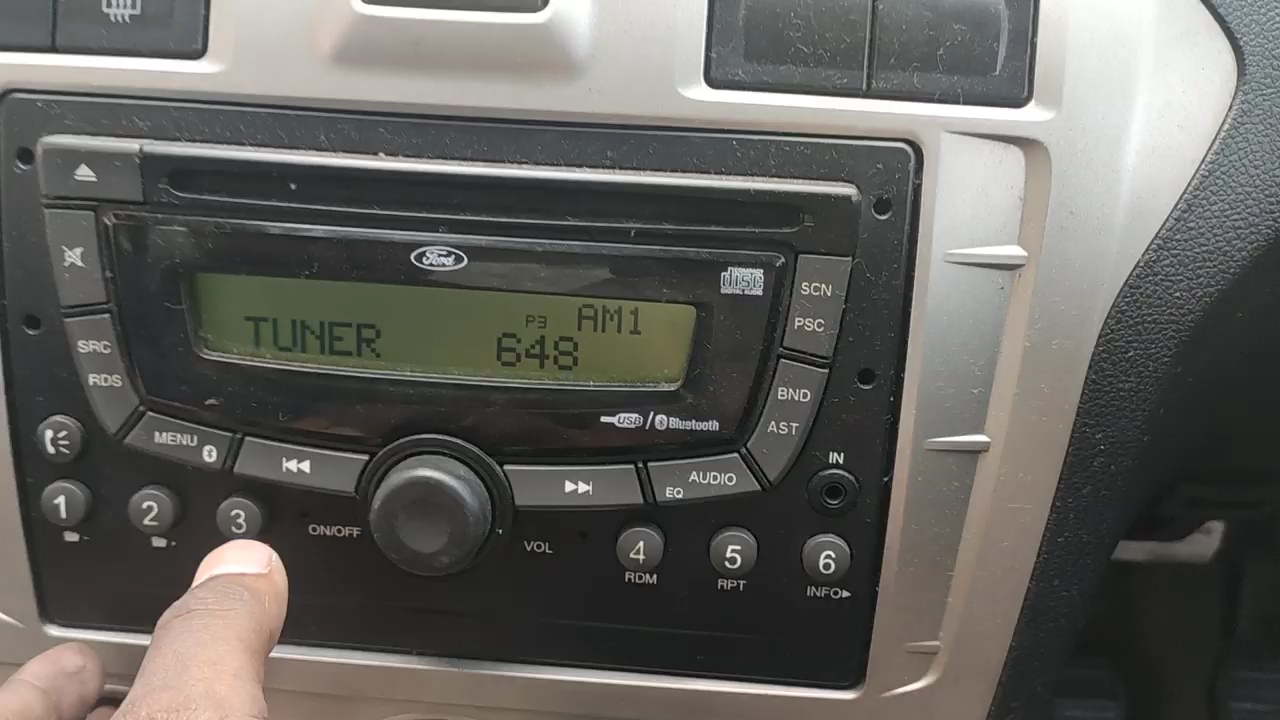 Ford
COMPACT
disc
DIGITAL AUDIO
SCN
PSC
AM1
P3
TUNER
648
SRC
RDS
BND
AST
USB / Bluetooth
MENU
AUDIO
EQ
IN
1
2
3
ON/OFF
VOL
4
RDM
5
RPT
6
INFO